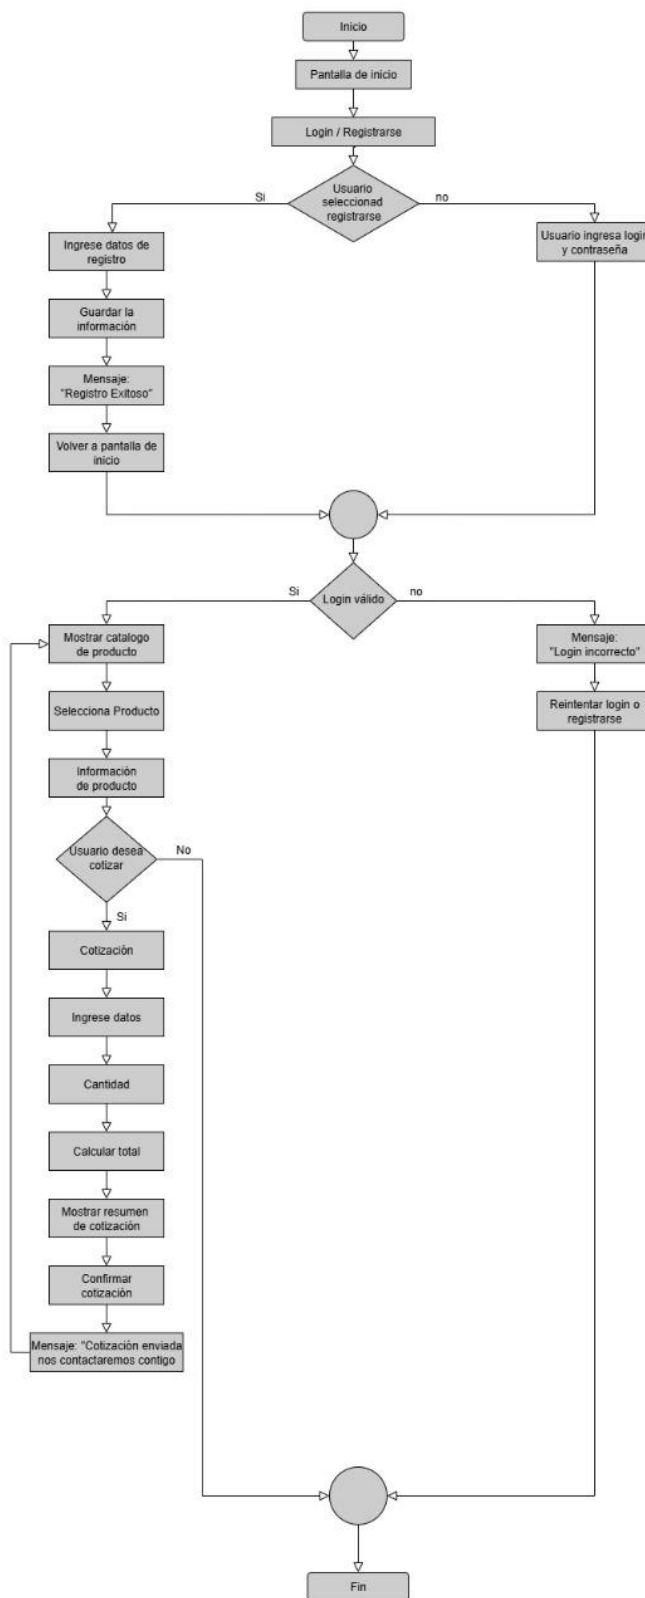 Inicio
Pantalla de inicio
Login / Registrarse
Usuario
seleccionad
registrarse
Si
no
Ingrese datos de
registro
Usuario ingresa login
y contraseña
Guardar la
información
Mensaje:
"Registro Exitoso"
Volver a pantalla de
inicio
Login válido
Si
no
Mostrar catalogo
de producto
Mensaje:
"Login incorrecto"
Selecciona Producto
Reintentar login o
registrarse
Información
de producto
Usuario desea
cotizar
No
Si
Cotización
Ingrese datos
Cantidad
Calcular total
Mostrar resumen
de cotización
Confirmar
cotización
Mensaje: "Cotización enviada
nos contactaremos contigo
Fin